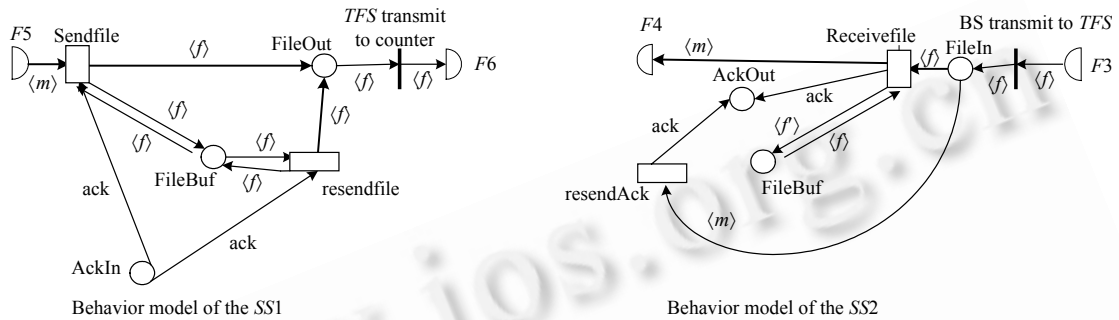 F5
Sendfile
⟨m⟩
⟨f⟩
FileOut
TFS transmit
to counter
⟨f⟩
⟨f⟩
F6
⟨f⟩
⟨f⟩
⟨f⟩
⟨f⟩
⟨f⟩
FileBuf
resendfile
ack
ack
AckIn
Behavior model of the SS1
F4
⟨m⟩
Receivefile
⟨f⟩
FileIn
BS transmit to TFS
⟨f⟩
⟨f⟩
F3
AckOut
ack
ack
⟨f'⟩
⟨f⟩
FileBuf
resendAck
⟨m⟩
Behavior model of the SS2